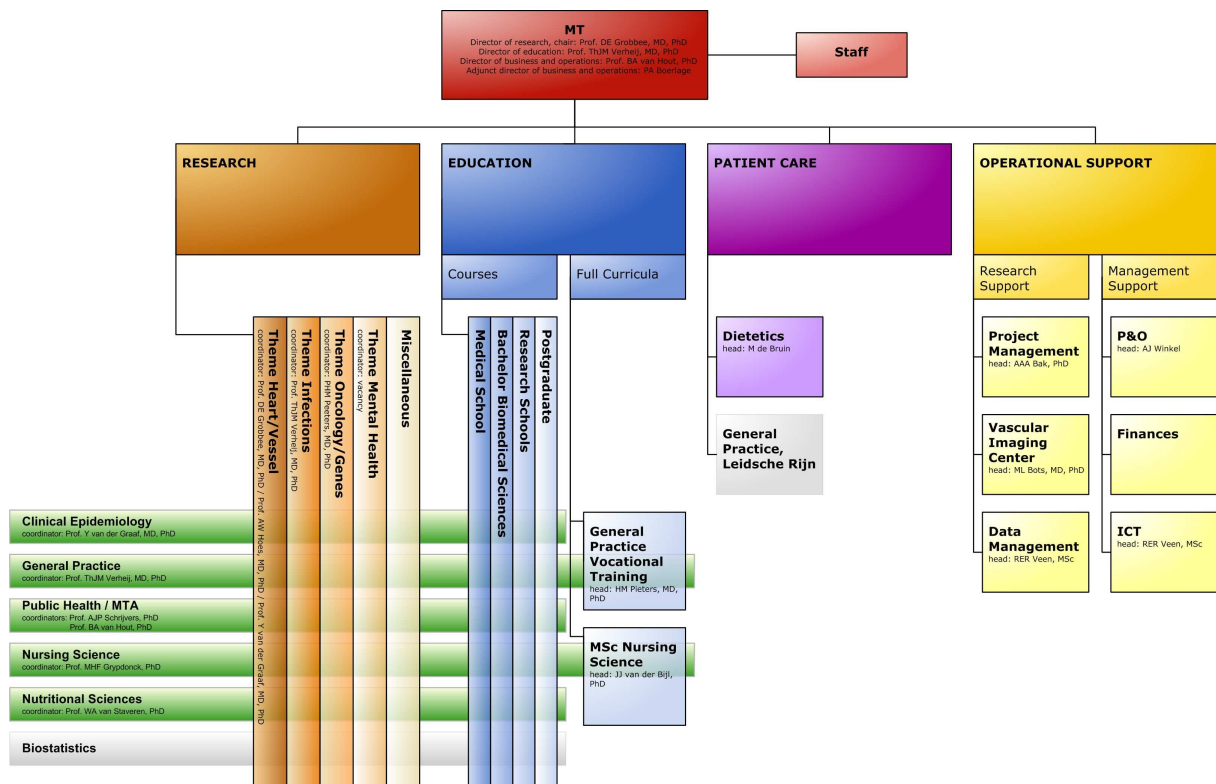 MT
Director of research, chair: Prof. DE Grobbee, MD, PhD
Director of education: Prof. ThJM Verheij, MD, PhD
Director of business and operations: Prof. BA van Hout, PhD
Adjunct director of business and operations: PA Boerlage
Staff
RESEARCH
EDUCATION
PATIENT CARE
OPERATIONAL SUPPORT
Courses
Full Curricula
Research
Support
Management
Support
Theme Heart/Vessel
coordinator: Prof. DE Grobbee, MD, PhD / Prof. AW Hoes, MD, PhD / Prof. Y van der Graaf, MD, PhD
Theme Infections
coordinator: Prof. ThJM Verheij, MD, PhD
Theme Oncology/Genes
coordinator: PHM Peeters, MD, PhD
Theme Mental Health
coordinator: vacancy
Miscellaneous
Medical School
Bachelor Biomedical Sciences
Research Schools
Postgraduate
Dietetics
head: M de Bruin
General
Practice,
Leidsche Rijn
Project
Management
head: AAA Bak, PhD
P&O
head: AJ Winkel
Vascular
Imaging
Center
head: ML Bots, MD, PhD
Finances
Data
Management
head: RER Veen, MSc
ICT
head: RER Veen, MSc
General
Practice
Vocational
Training
head: HM Pieters, MD,
PhD
MSc Nursing
Science
head: JJ van der Bijl,
PhD
Clinical Epidemiology
coordinator: Prof. Y van der Graaf, MD, PhD
General Practice
coordinator: Prof. ThJM Verheij, MD, PhD
Public Health / MTA
coordinators: Prof. AJP Schrijvers, PhD
Prof. BA van Hout, PhD
Nursing Science
coordinator: Prof. MHF Grypdonck, PhD
Nutritional Sciences
coordinator: Prof. WA van Staveren, PhD
Biostatistics